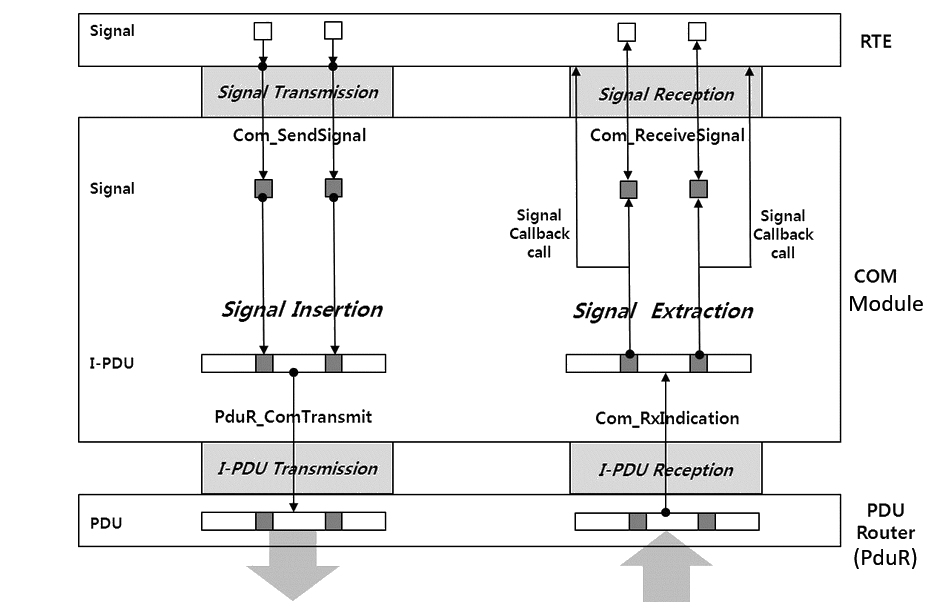 Signal
RTE
Signal Transmission
Signal Reception
Com_SendSignal
Com_ReceiveSignal
Signal
Signal
Callback
call
Signal
Callback
call
COM
Module
Signal Insertion
Signal Extraction
I-PDU
PduR_ComTransmit
Com_RxIndication
I-PDU Transmission
I-PDU Reception
PDU
PDU
Router
(PduR)